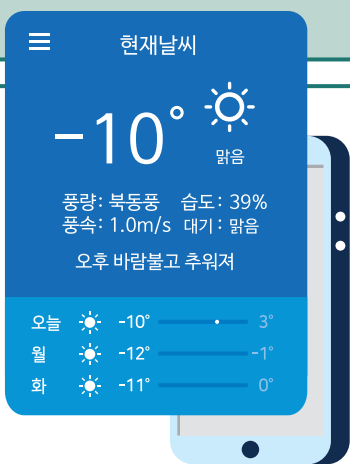 현재날씨
-10°
맑음
풍량: 북동풍 습도: 39%
풍속: 1.0m/s 대기: 맑음
오후 바람불고 추워져
오늘 -10° 3°
월 -12° -1°
화 -11° 0°